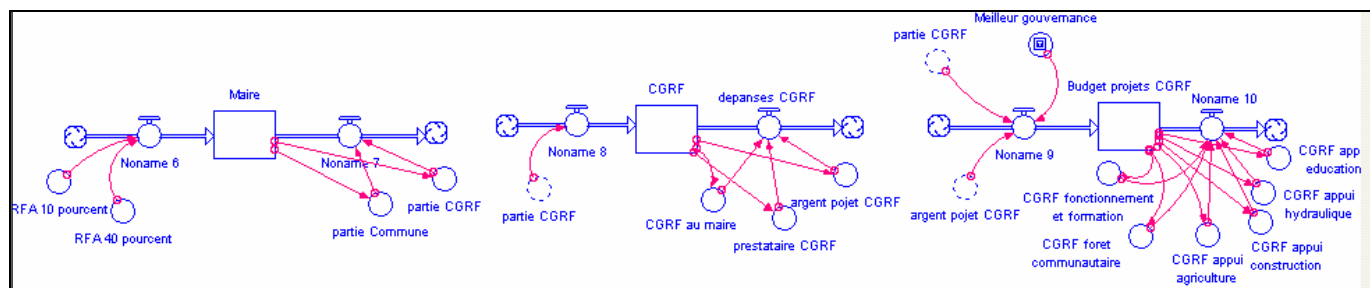 Maire
Noname 6
Noname 7
RFA 10 pourcent
RFA 40 pourcent
partie CGRF
partie Commune
CGRF
depanses CGRF
Noname 8
partie CGRF
CGRF au maire
argent pojet CGRF
prestataire CGRF
Meilleur gouvernance
partie CGRF
Budget projets CGRF
Noname 10
Noname 9
argent pojet CGRF
CGRF fonctionnement
et formation
CGRF foret
communautaire
CGRF appui
agriculture
CGRF appui
construction
CGRF appui
hydraulique
CGRF app
education